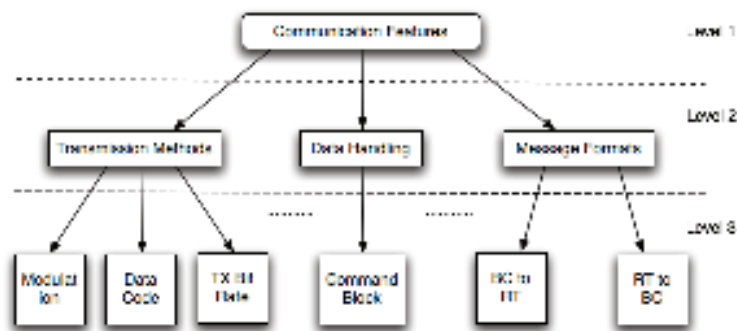 Communication Features
Level 1
Level 2
Transmission Methods
Data Handling
Message Formats
........
........
Level 3
Modulat
ion
Data
Code
TX Bit
Rate
Command
Block
BC to
RT
RT to
BC